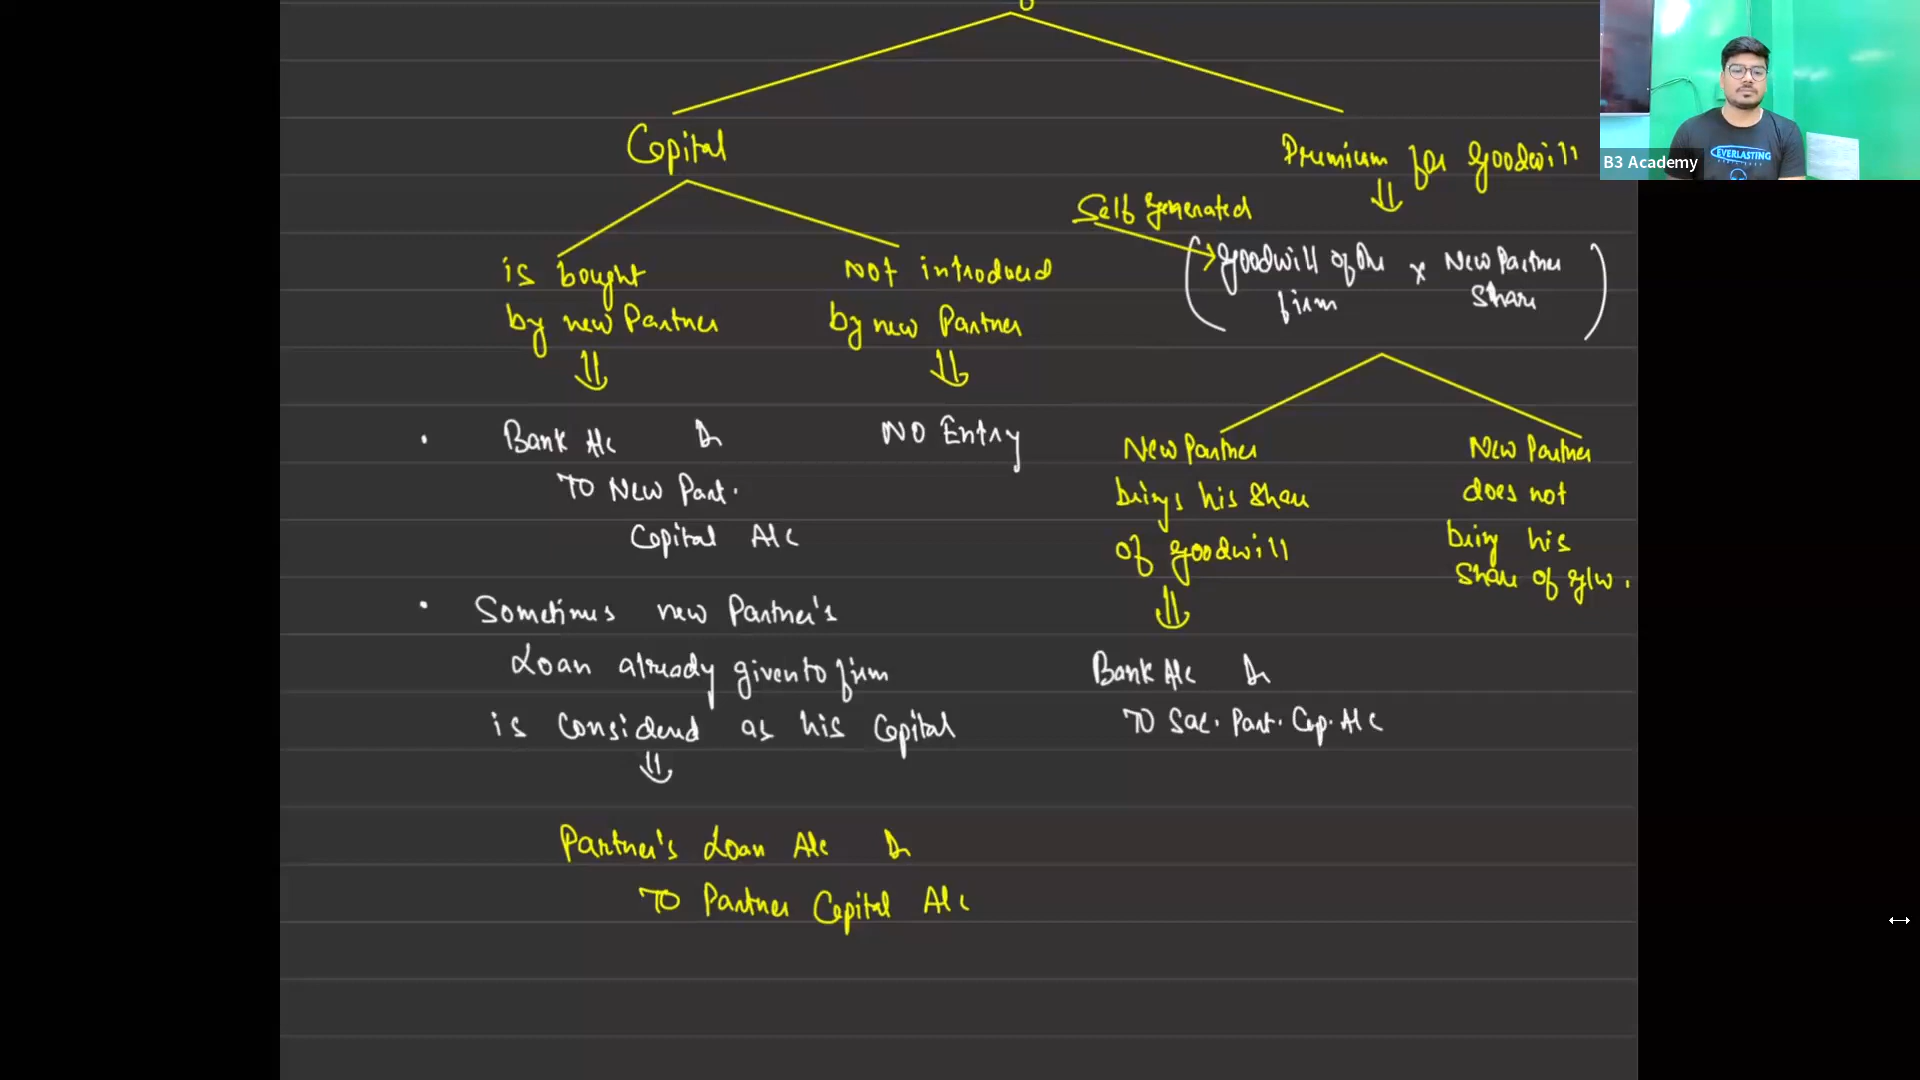 Capital
Premium for Goodwill
Self Generated
(Goodwill of the firm x New Partner Share)
is bought
by new Partner
Not introduced
by new Partner
Bank A/c Dr
To New Part.
Capital A/c
NO Entry
New Partner
brings his share
of Goodwill
New Partner
does not
bring his
Share of G/w.
Sometimes new Partner's
Loan already given to firm
is considered as his Capital
Bank A/c Dr
To Sac. Part. Cap. A/c
Partner's Loan A/c Dr
To Partner Capital A/c
B3 Academy
EVERLASTING